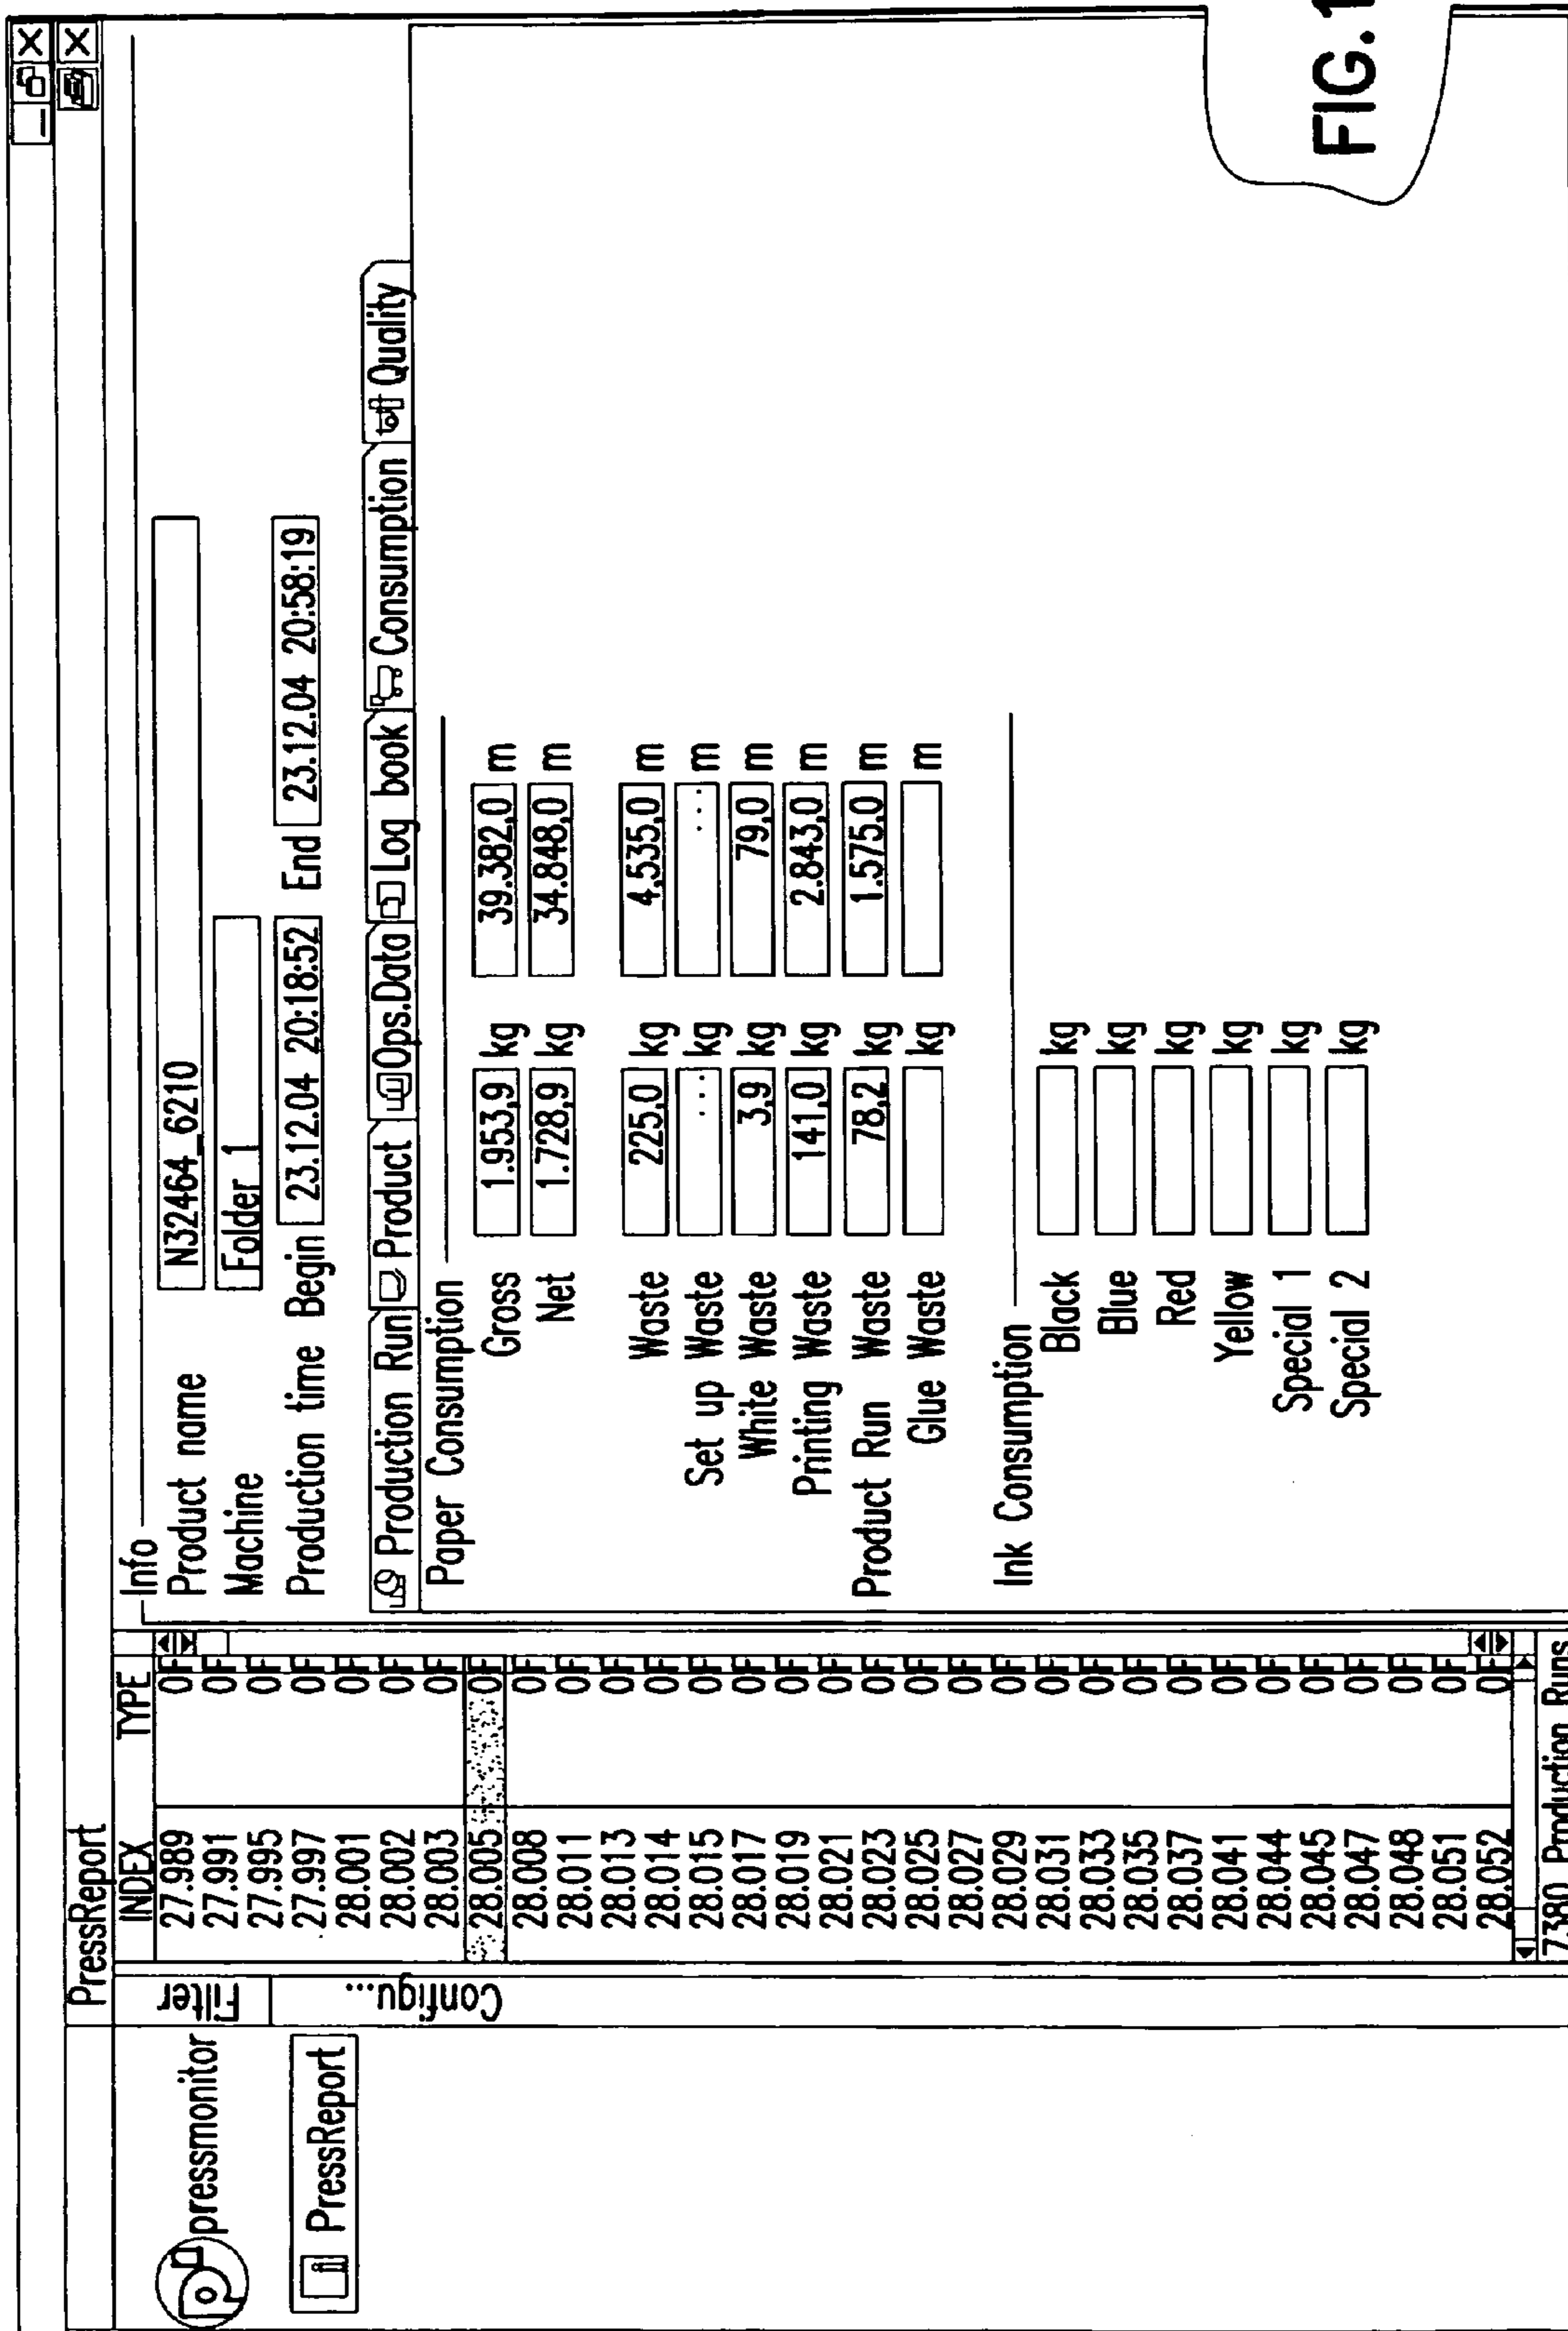 PressReport
pressmonitor
PressReport
Filter
Configu...
INDEX TYPE
27.989 OF
27.991 OF
27.995 OF
27.997 OF
28.001 OF
28.002 OF
28.003 OF
28.005 OF
28.008 OF
28.011 OF
28.013 OF
28.014 OF
28.015 OF
28.017 OF
28.019 OF
28.021 OF
28.023 OF
28.025 OF
28.027 OF
28.029 OF
28.031 OF
28.033 OF
28.035 OF
28.037 OF
28.041 OF
28.044 OF
28.045 OF
28.047 OF
28.048 OF
28.051 OF
28.052 OF
7380 Production Runs
Info
Product name N32464_6210
Machine Folder 1
Production time Begin 23.12.04 20:18:52 End 23.12.04 20:58:19
Production Run Product Ops.Data Log book Consumption Quality
Paper Consumption
Gross 1.953,9 kg 39.382,0 m
Net 1.728,9 kg 34.848,0 m
Waste 225,0 kg 4.535,0 m
Set up Waste ... kg ... m
White Waste 3,9 kg 79,0 m
Printing Waste 141,0 kg 2.843,0 m
Product Run Waste 78,2 kg 1.575,0 m
Glue Waste kg m
Ink Consumption
Black kg
Blue kg
Red kg
Yellow kg
Special 1 kg
Special 2 kg
FIG.1